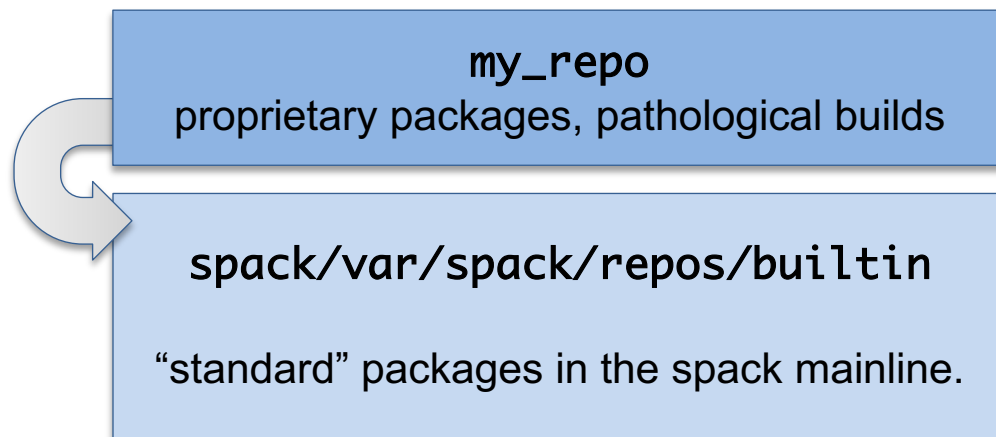 my_repo
proprietary packages, pathological builds
spack/var/spack/repos/builtin
“standard” packages in the spack mainline.